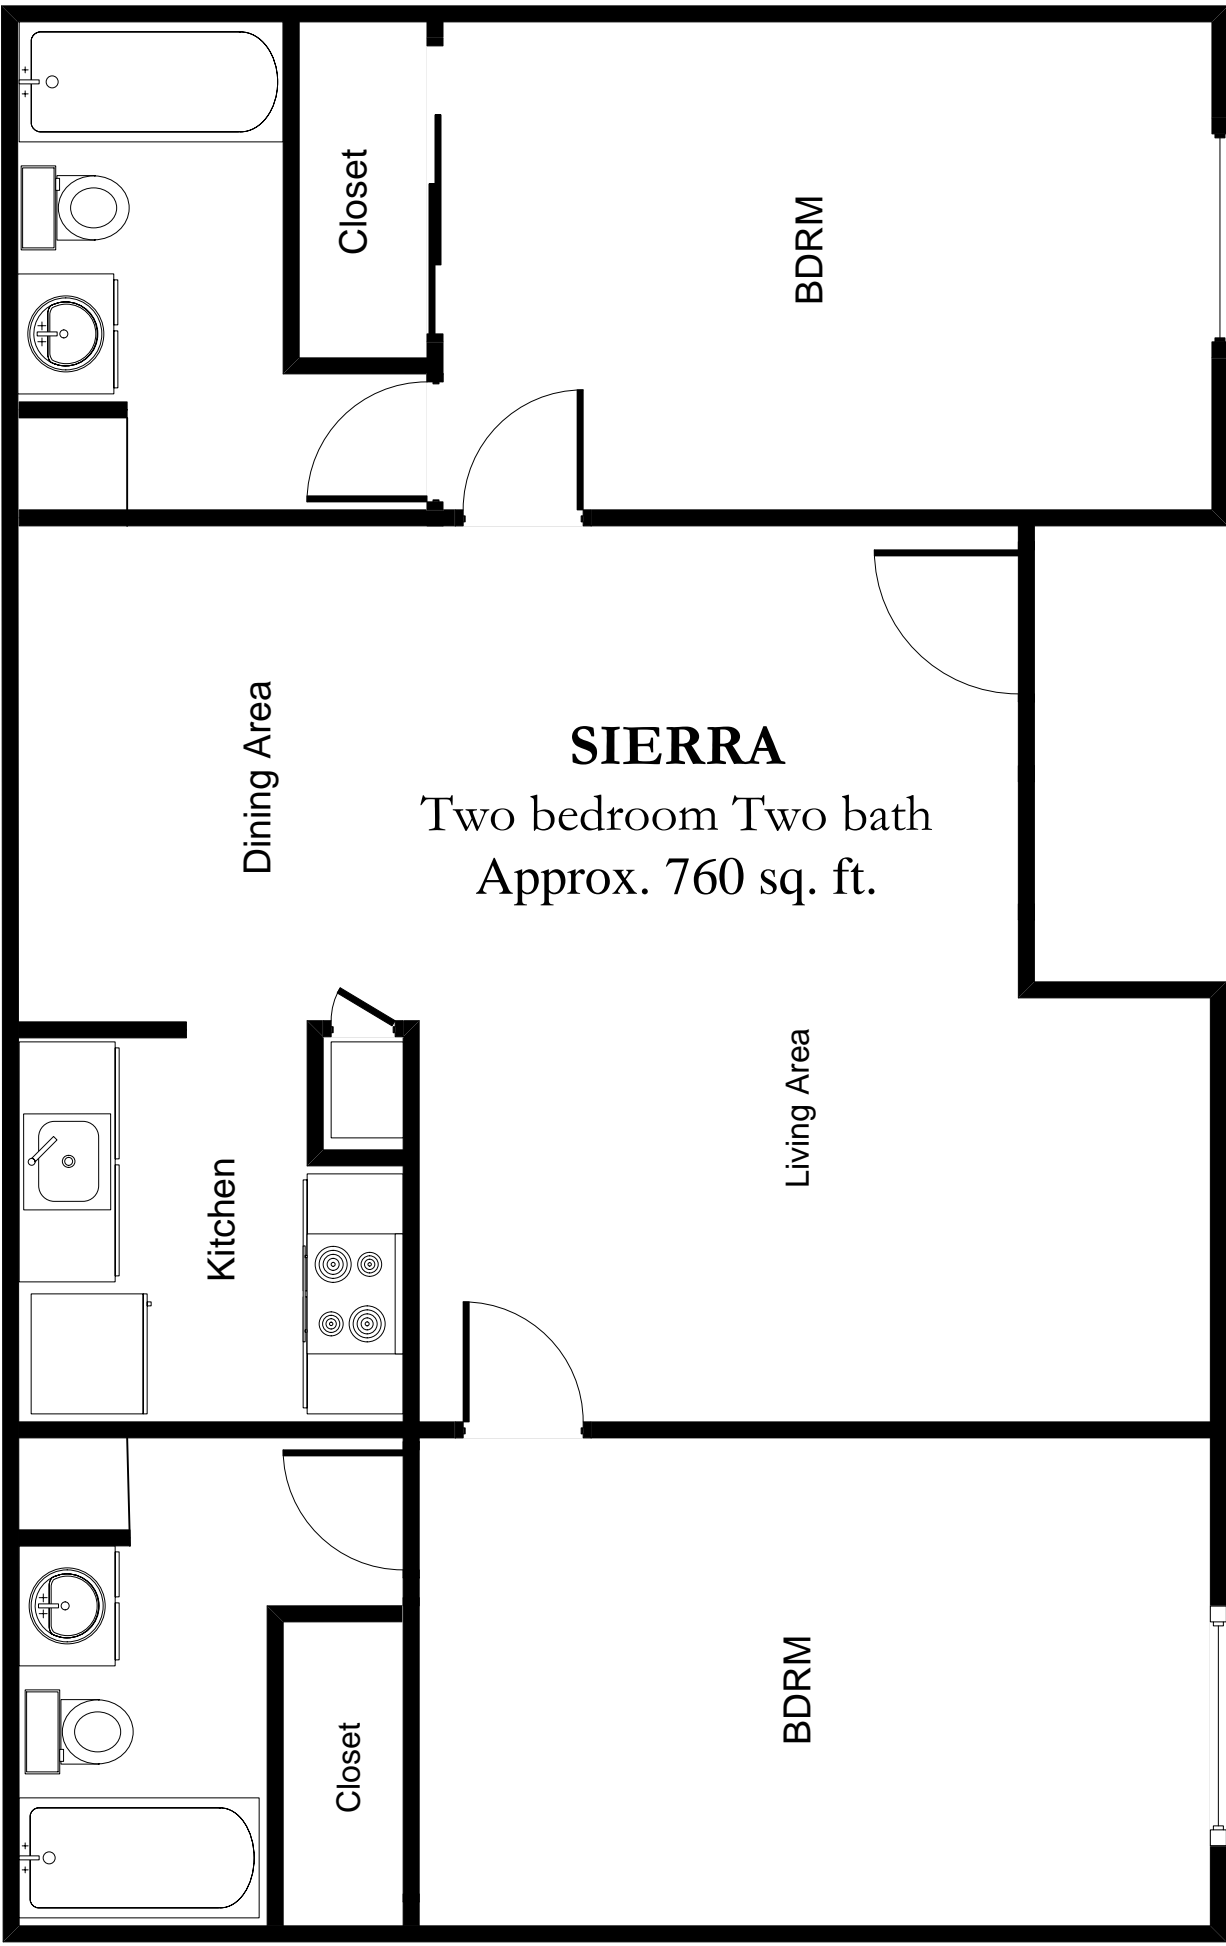 Closet
BDRM
Dining Area
SIERRA
Two bedroom Two bath
Approx. 760 sq. ft.
Living Area
Kitchen
BDRM
Closet